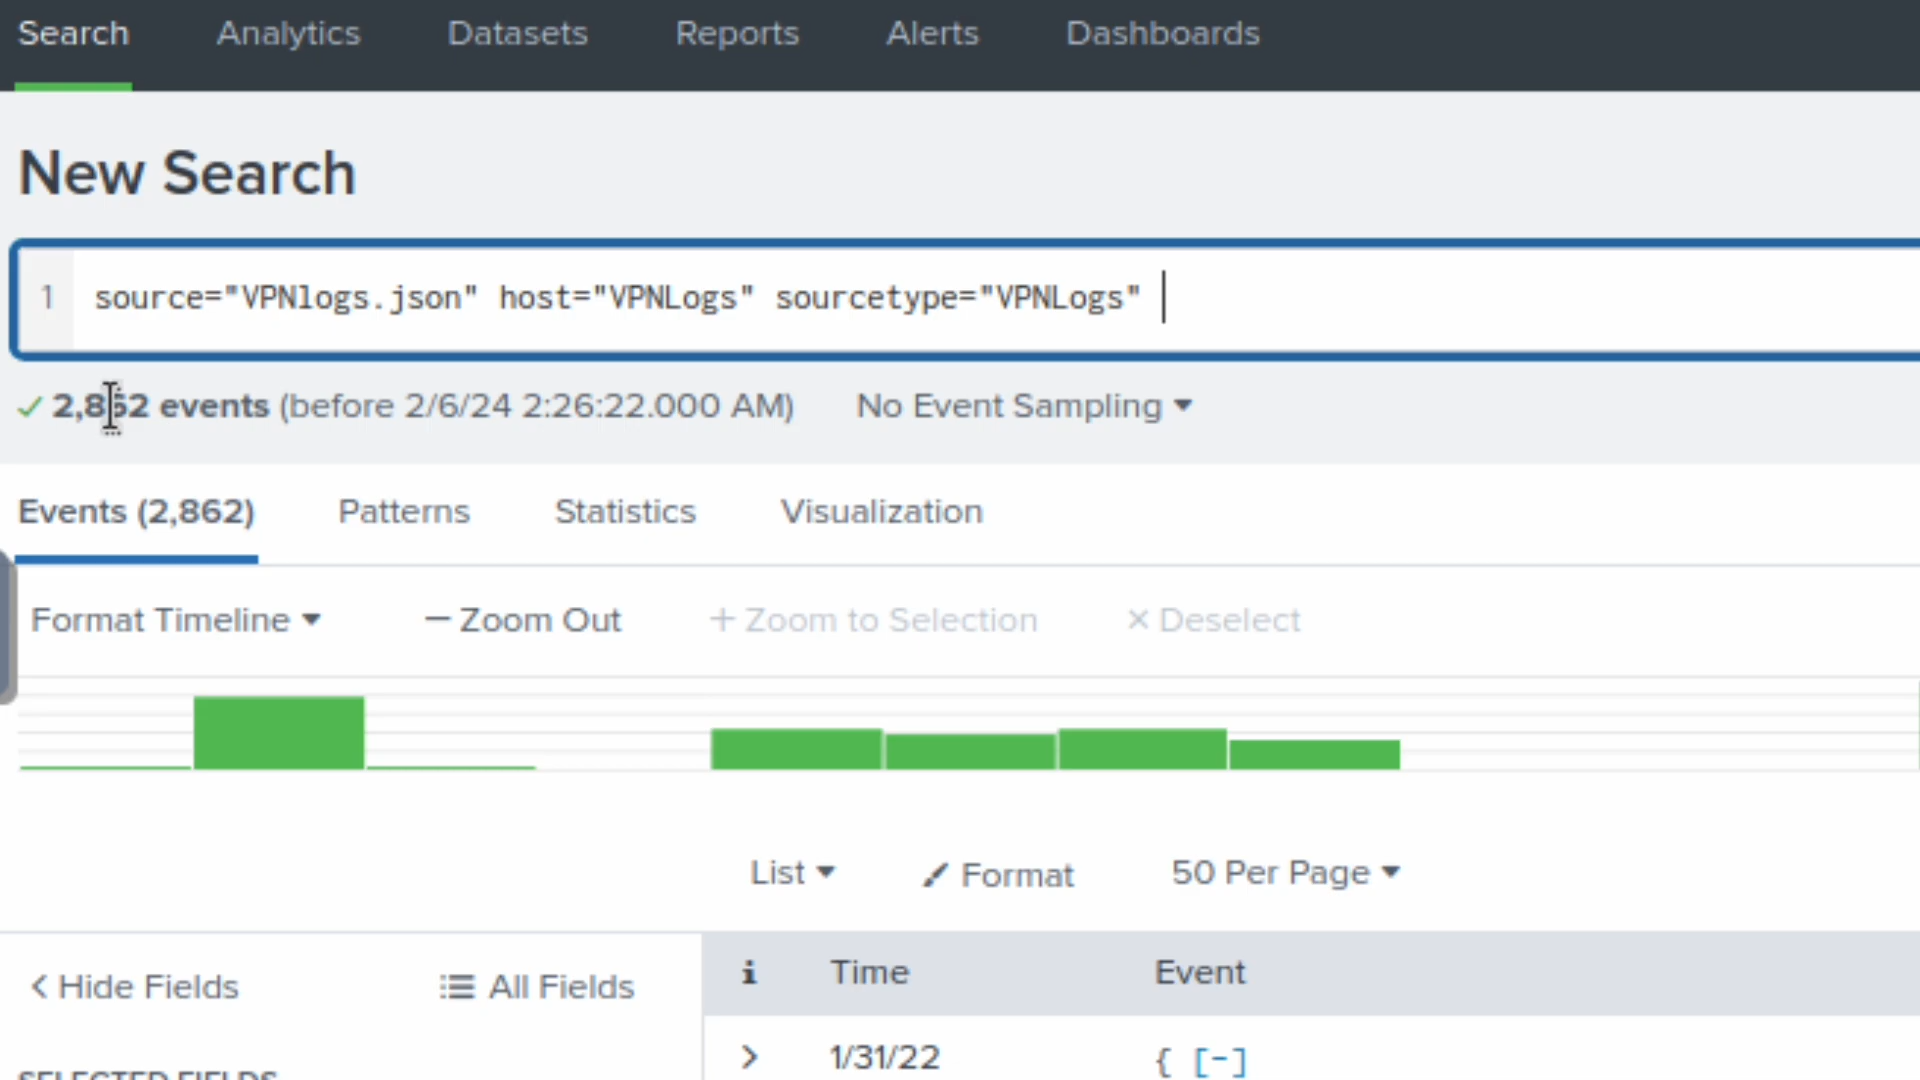 Search Analytics Datasets Reports Alerts Dashboards
New Search
1 source="VPNlogs.json" host="VPNLogs" sourcetype="VPNLogs"
2,862 events (before 2/6/24 2:26:22.000 AM) No Event Sampling
Events (2,862) Patterns Statistics Visualization
Format Timeline — Zoom Out + Zoom to Selection × Deselect
List Format 50 Per Page
< Hide Fields All Fields
i Time Event
SELECTED FIELDS
> 1/31/22 { [-]